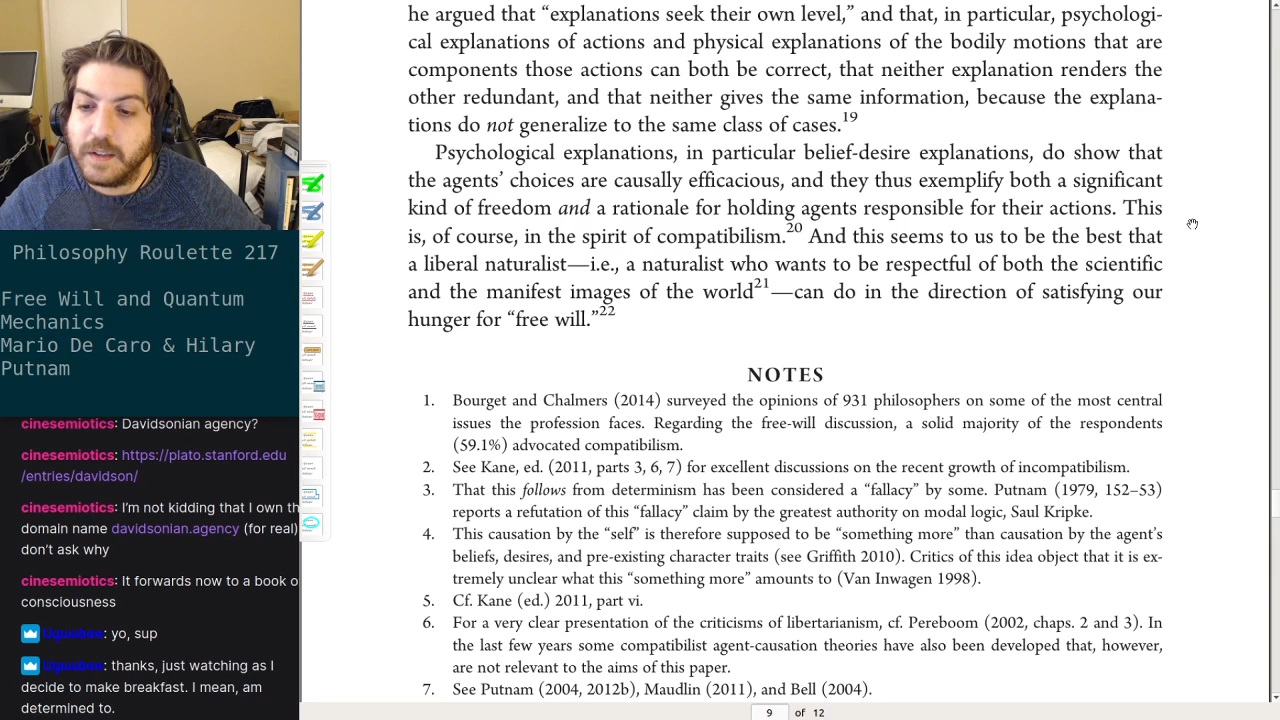 he argued that “explanations seek their own level,” and that, in particular, psychologi-
cal explanations of actions and physical explanations of the bodily motions that are
components those actions can both be correct, that neither explanation renders the
other redundant, and that neither gives the same information, because the explana-
tions do not generalize to the same class of cases.19
Psychological explanations, in particular belief-desire explanations, do show that
the agents’ choices are causally efficacious, and they thus exemplify both a significant
kind of freedom and a rationale for holding agents responsible for their actions. This
is, of course, in the spirit of compatibilism.20 And this seems to us to be the best that
a liberal naturalist—i.e., a naturalist who wants to be respectful of both the scientific
and the manifest images of the world21—can do in the direction of satisfying our
hunger for “free will.”22
NOTES
1. Bourget and Chalmers (2014) surveyed the opinions of 931 philosophers on some of the most central
issues the profession faces. Regarding the free-will discussion, a solid majority of the respondents
advocate compatibilism.
2. See Kane, ed. parts 3, for recent discussions on the ever growing field of compatibilism.
3. That this follows from determinism has been considered a “fallacy” by some. Putnam 152–53)
reports a refutation of this “fallacy” claim by the greatest authority on modal logic, Saul Kripke.
4. This causation by the “self” is therefore supposed to be “something more” than causation by the agent’s
beliefs, desires, and pre-existing character traits (see Griffith 2010). Critics of this idea object that it is ex-
tremely unclear what this “something more” amounts to (Van Inwagen 1998).
5. Cf. Kane (ed.) 2011, part vi.
6. For a very clear presentation of the criticisms of libertarianism, cf. Pereboom (2002, chaps. 2 and 3). In
the last few years some compatibilist agent-causation theories have also been developed that, however,
are not relevant to the aims of this paper.
7. See Putnam (2004, 2012b), Maudlin (2011), and Bell (2004).
9 of 12
Philosophy Roulette 217
Free Will and Quantum
Mechanics
Mario De Caro & Hilary
Putnam
cinesemiotics: Davidsonian agency?
cinesemiotics: https://plato.stanford.edu
/entries/davidson/
cinesemiotics: I’m not kidding that I own th
domain name davidsonian.agency (for real)
don’t ask why
cinesemiotics: It forwards now to a book o
consciousness
Uguubee: yo, sup
Uguubee: thanks, just watching as I
decide to make breakfast. I mean, am
determined to.